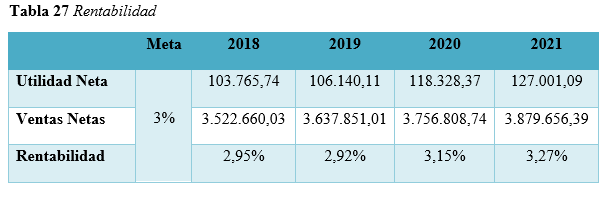 Tabla 27 Rentabilidad
Meta 2018 2019 2020 2021
Utilidad Neta 103.765,74 106.140,11 118.328,37 127.001,09
Ventas Netas 3% 3.522.660,03 3.637.851,01 3.756.808,74 3.879.656,39
Rentabilidad 2,95% 2,92% 3,15% 3,27%